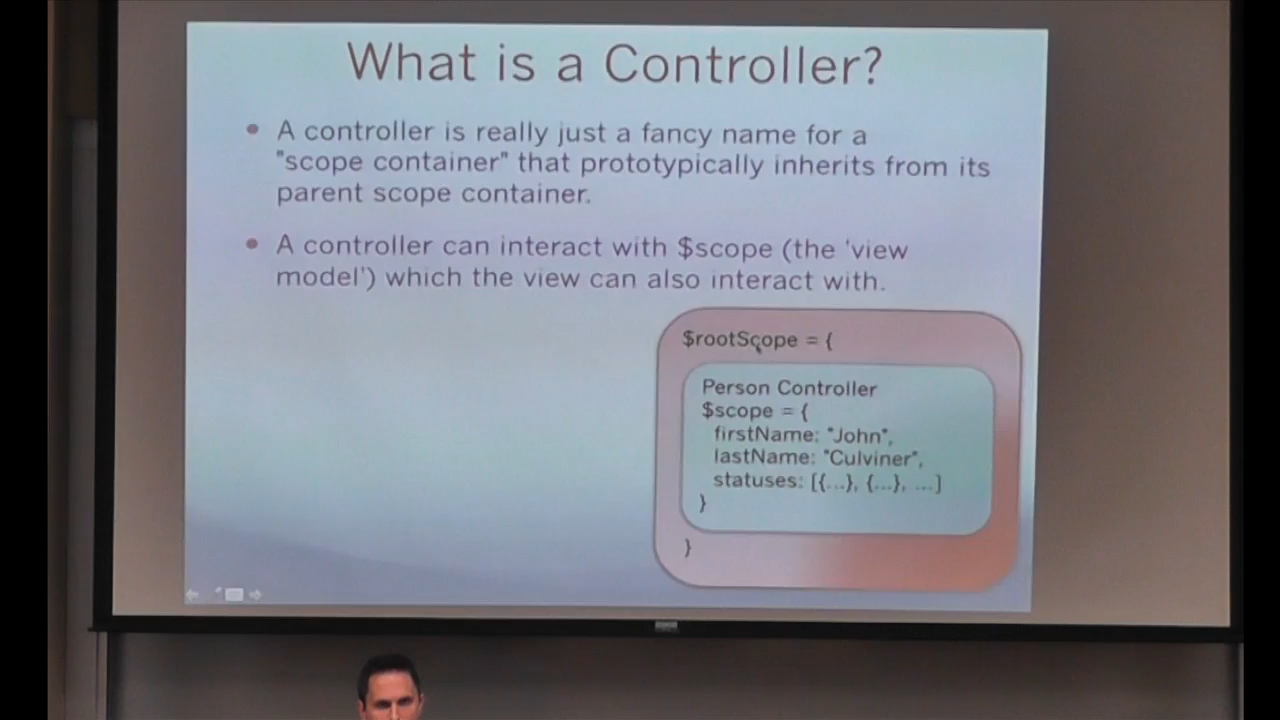 What is a Controller?
A controller is really just a fancy name for a
"scope container" that prototypically inherits from its
parent scope container.
A controller can interact with $scope (the 'view
model') which the view can also interact with.
$rootScope = {
Person Controller
$scope = {
firstName: "John",
lastName: "Culviner",
statuses: [{...}, {...}, ...]
}
}